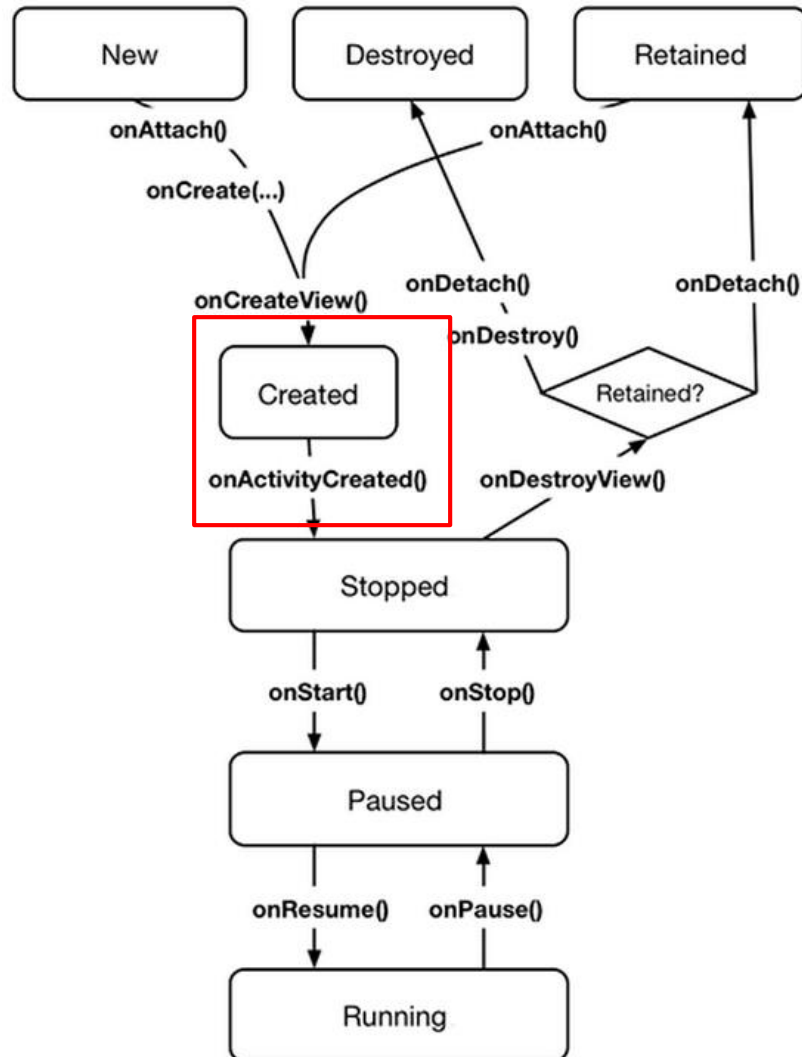 New
Destroyed
Retained
onAttach()
onAttach()
onCreate(...)
onDetach()
onDetach()
onCreateView()
onDestroy()
Created
Retained?
onActivityCreated()
onDestroyView()
Stopped
onStart()
onStop()
Paused
onResume()
onPause()
Running